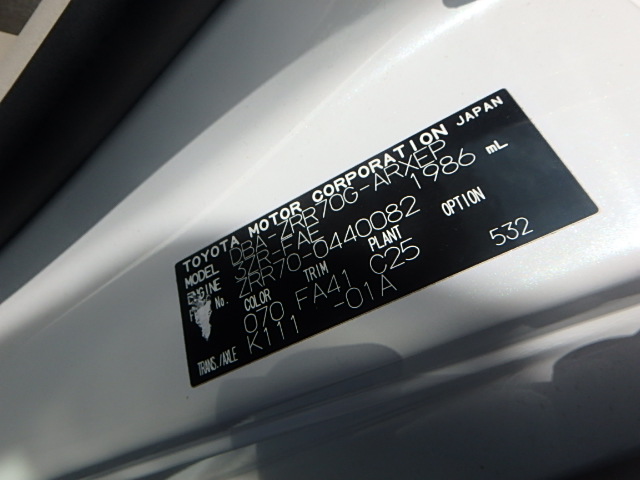 TOYOTA MOTOR CORPORATION JAPAN
MODEL DBA-ZRR70G-ARXEP
ENGINE 3ZR-FAE 1986 mL
No. ZRR70-0440082
COLOR TRIM PLANT OPTION
070 FA41 C25 532
TRANS./AXLE K111 -01A